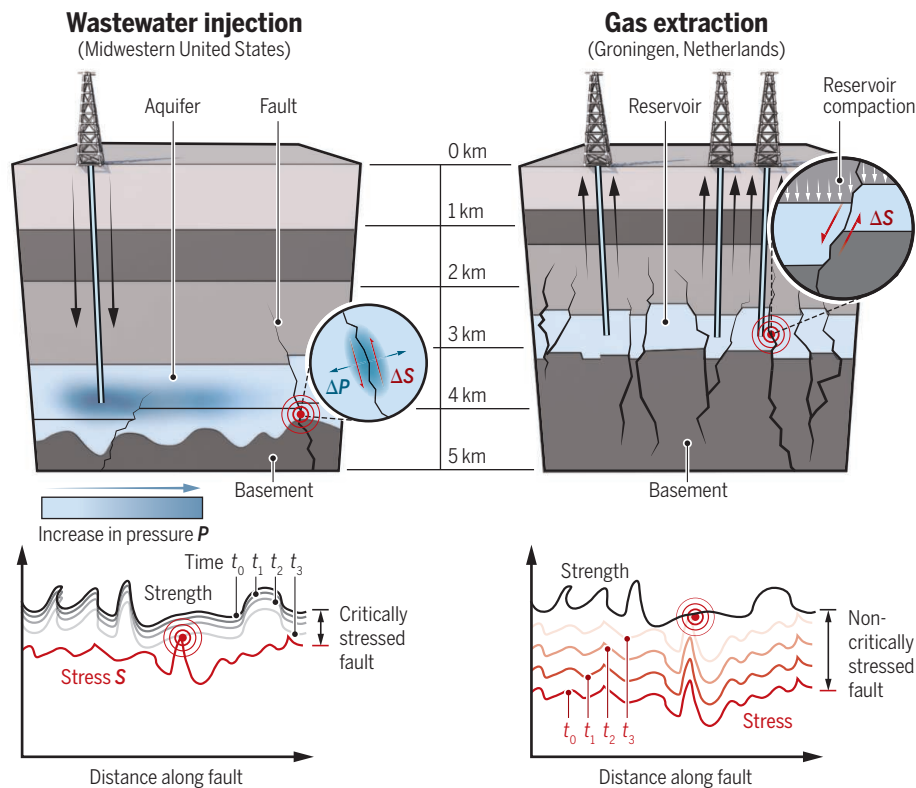 Wastewater injection
(Midwestern United States)
Aquifer
Fault
Gas extraction
(Groningen, Netherlands)
Reservoir
Reservoir
compaction
0 km
1 km
2 km
3 km
4 km
5 km
ΔP
ΔS
ΔS
Basement
Basement
Increase in pressure P
Time t0 t1 t2 t3
Strength
Critically
stressed
fault
Stress S
Distance along fault
Strength
Non-
critically
stressed
fault
t0 t1 t2 t3
Stress
Distance along fault